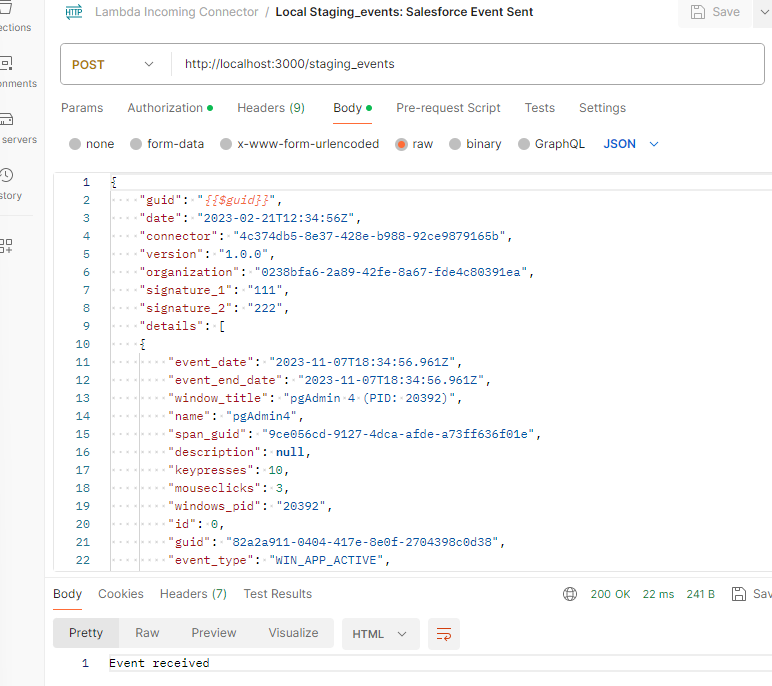 HTTP Lambda Incoming Connector / Local Staging_events: Salesforce Event Sent Save
POST http://localhost:3000/staging_events
Params Authorization Headers (9) Body Pre-request Script Tests Settings
none form-data x-www-form-urlencoded raw binary GraphQL JSON
1 {
2 "guid": "{{$guid}}",
3 "date": "2023-02-21T12:34:56Z",
4 "connector": "4c374db5-8e37-428e-b988-92ce9879165b",
5 "version": "1.0.0",
6 "organization": "0238bfa6-2a89-42fe-8a67-fde4c80391ea",
7 "signature_1": "111",
8 "signature_2": "222",
9 "details": [
10 {
11 "event_date": "2023-11-07T18:34:56.961Z",
12 "event_end_date": "2023-11-07T18:34:56.961Z",
13 "window_title": "pgAdmin 4 (PID: 20392)",
14 "name": "pgAdmin4",
15 "span_guid": "9ce056cd-9127-4dca-afde-a73ff636f01e",
16 "description": null,
17 "keypresses": 10,
18 "mouseclicks": 3,
19 "windows_pid": "20392",
20 "id": 0,
21 "guid": "82a2a911-0404-417e-8e0f-2704398c0d38",
22 "event_type": "WIN_APP_ACTIVE",
Body Cookies Headers (7) Test Results 200 OK 22 ms 241 B Sav
Pretty Raw Preview Visualize HTML
1 Event received
ections
nments
servers
story